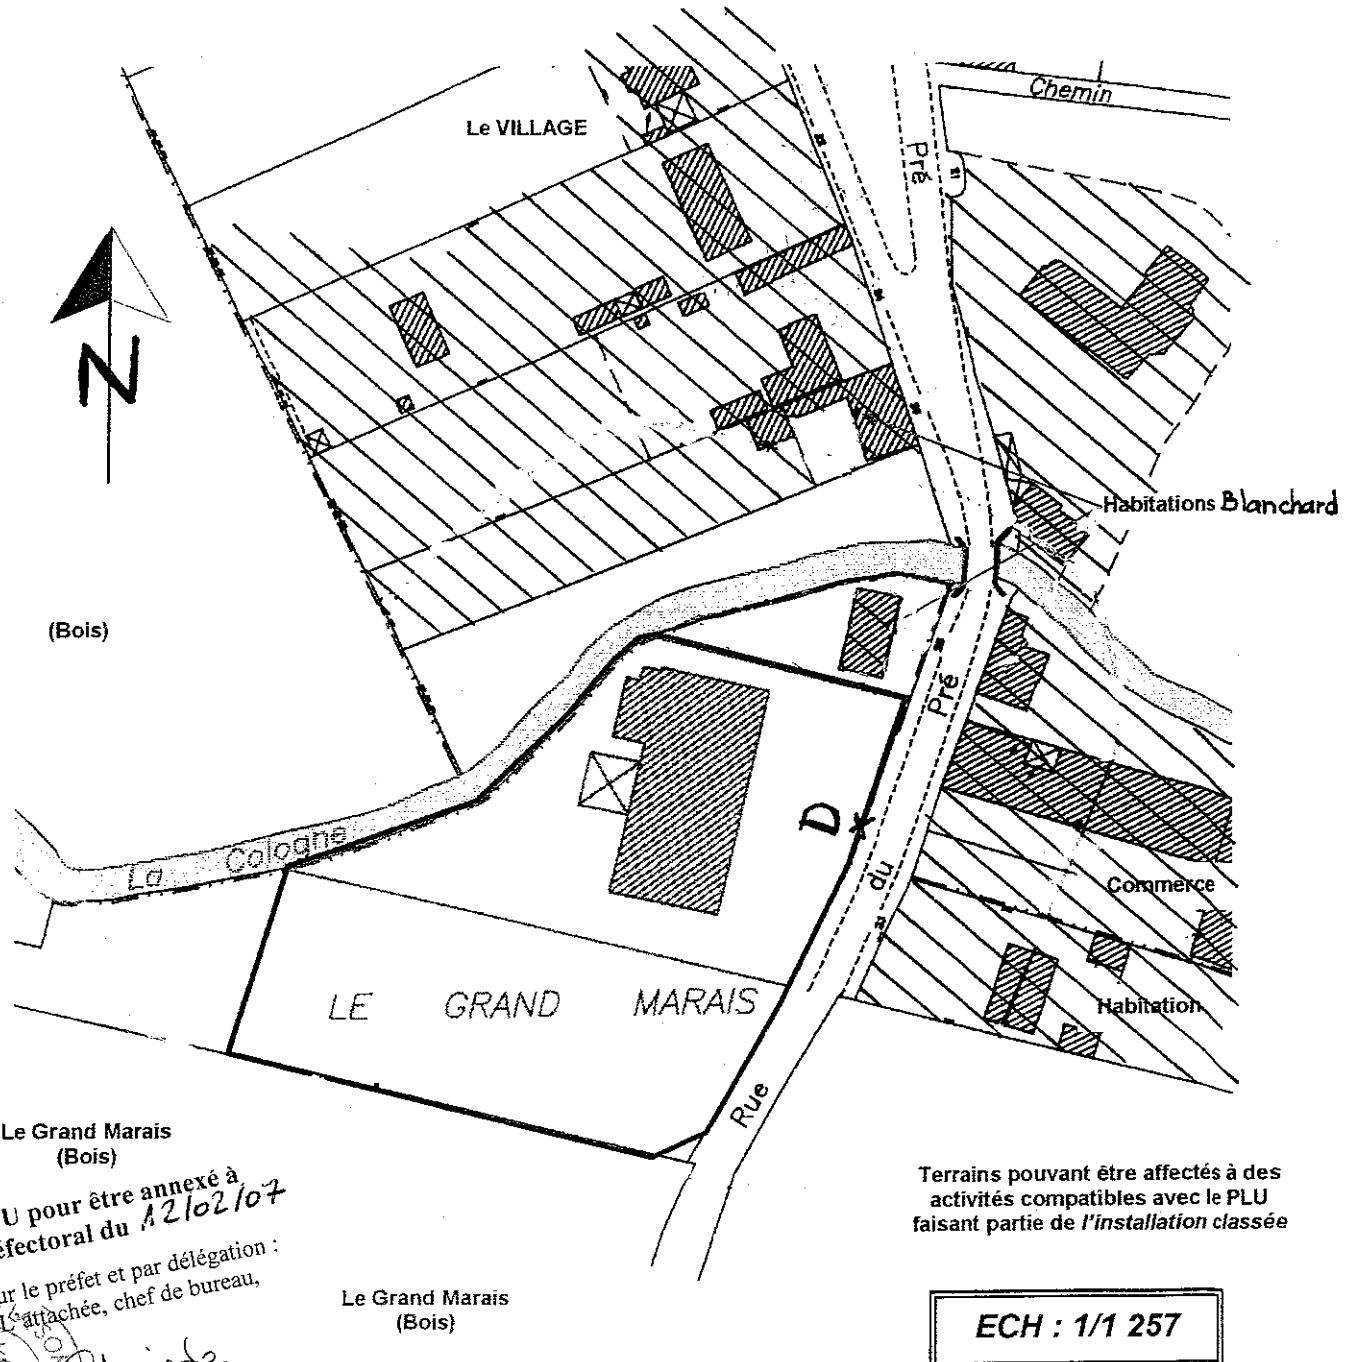 Le VILLAGE
Chemin
Pré
N
Habitations Blanchard
(Bois)
Pré
D
La Cologne
du
Commerce
LE GRAND MARAIS
Habitation
Rue
Le Grand Marais
(Bois)
U pour être annexé à
éfectoral du 12/02/07
ur le préfet et par délégation :
L'attachée, chef de bureau,
Le Grand Marais
(Bois)
Terrains pouvant être affectés à des
activités compatibles avec le PLU
faisant partie de l'installation classée
ECH : 1/1 257